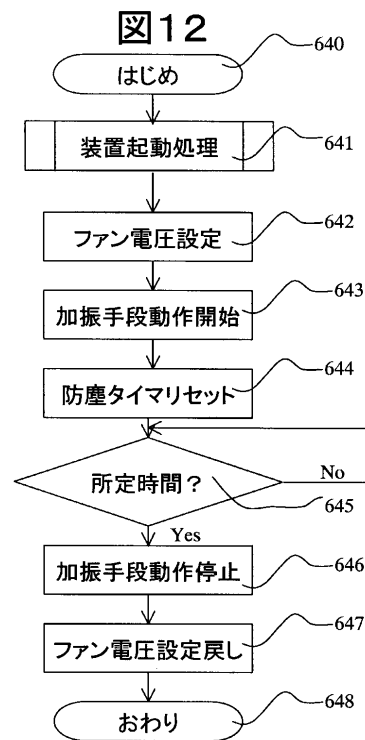 図12
はじめ
640
装置起動処理
641
ファン電圧設定
642
加振手段動作開始
643
防塵タイマリセット
644
所定時間？
No
645
Yes
加振手段動作停止
646
ファン電圧設定戻し
647
おわり
648